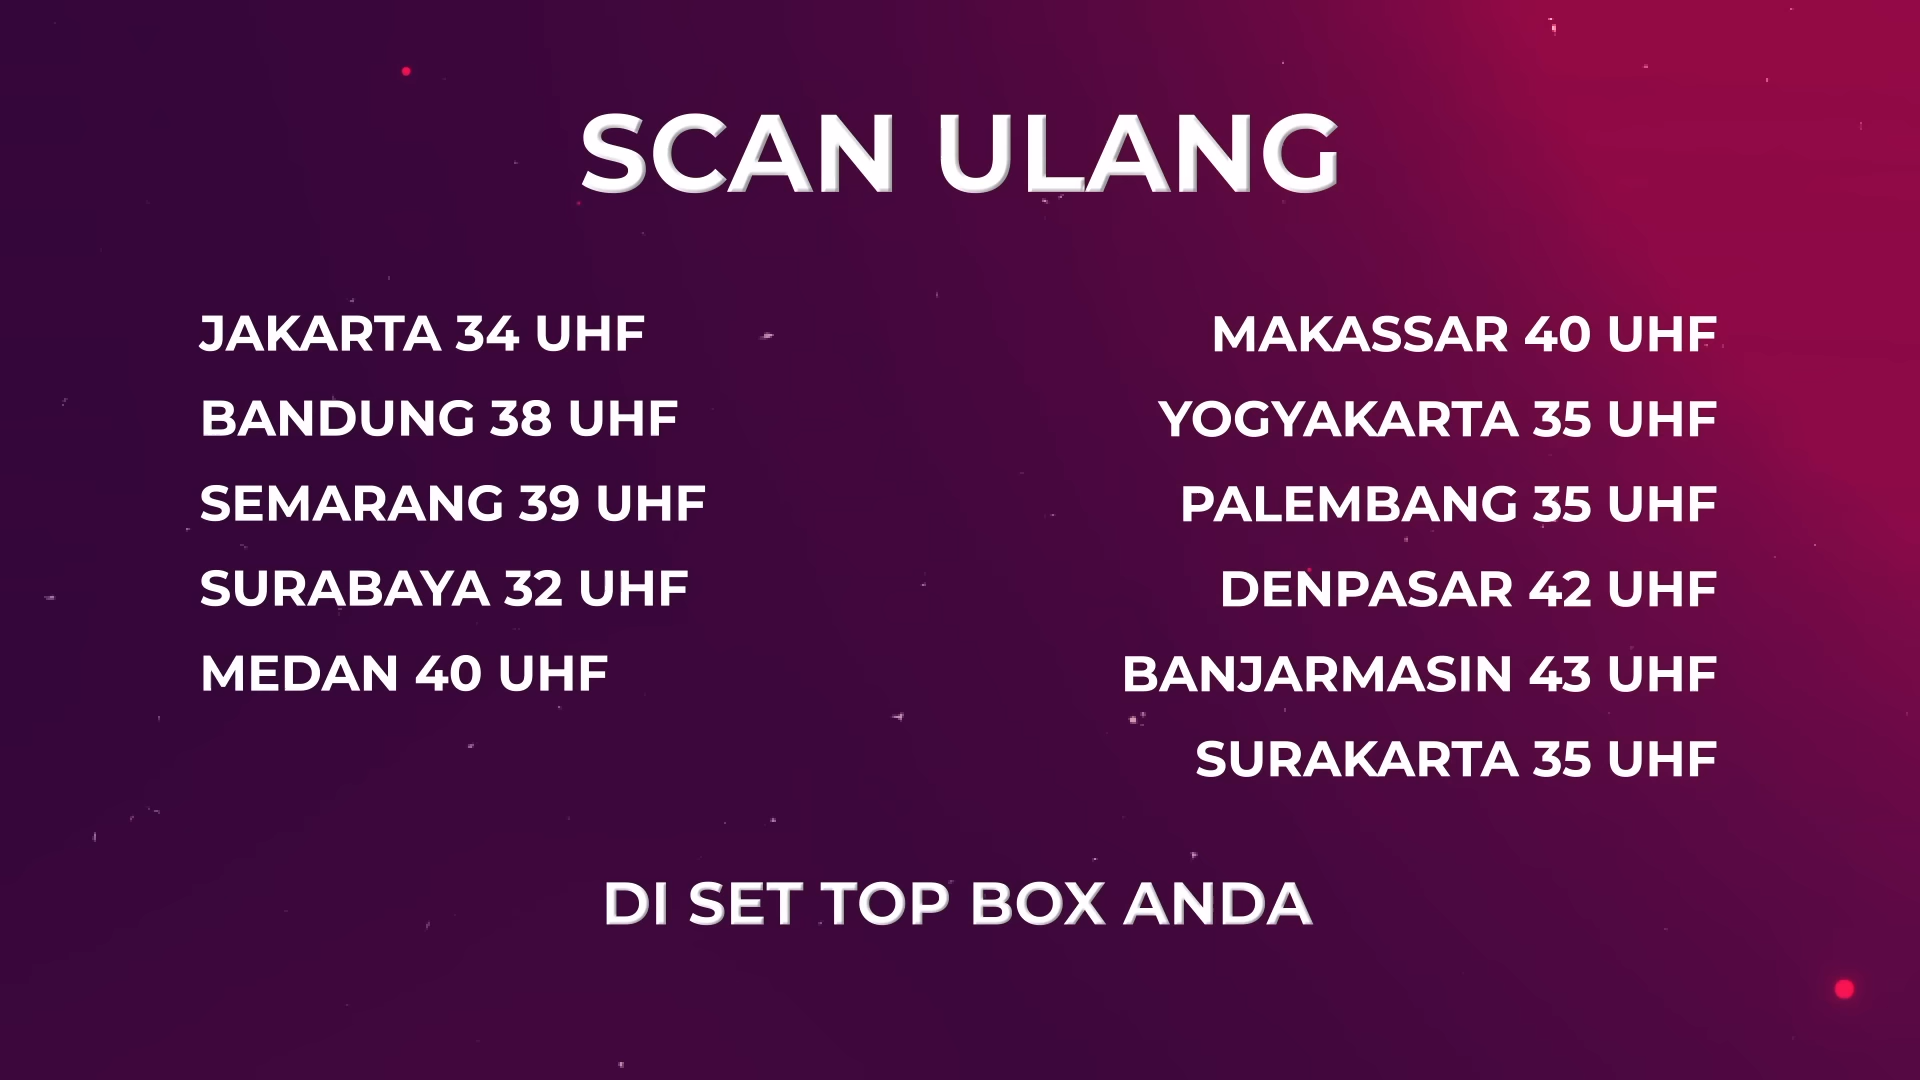 SCAN ULANG
JAKARTA 34 UHF
BANDUNG 38 UHF
SEMARANG 39 UHF
SURABAYA 32 UHF
MEDAN 40 UHF
MAKASSAR 40 UHF
YOGYAKARTA 35 UHF
PALEMBANG 35 UHF
DENPASAR 42 UHF
BANJARMASIN 43 UHF
SURAKARTA 35 UHF
DI SET TOP BOX ANDA